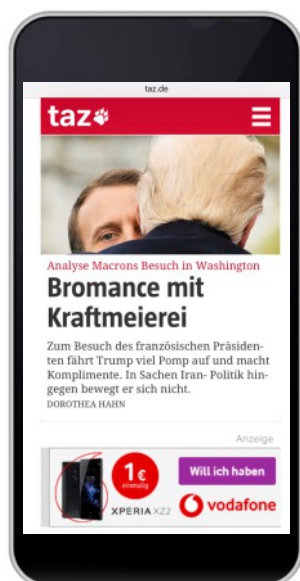 taz.de
taz
Analyse Macrons Besuch in Washington
Bromance mit
Kraftmeierei
Zum Besuch des französischen Präsiden-
ten fährt Trump viel Pomp auf und macht
Komplimente. In Sachen Iran- Politik hin-
gegen bewegt er sich nicht.
DOROTHEA HAHN
Anzeige
1€
einmalig
Will ich haben
XPERIA XZ2
vodafone